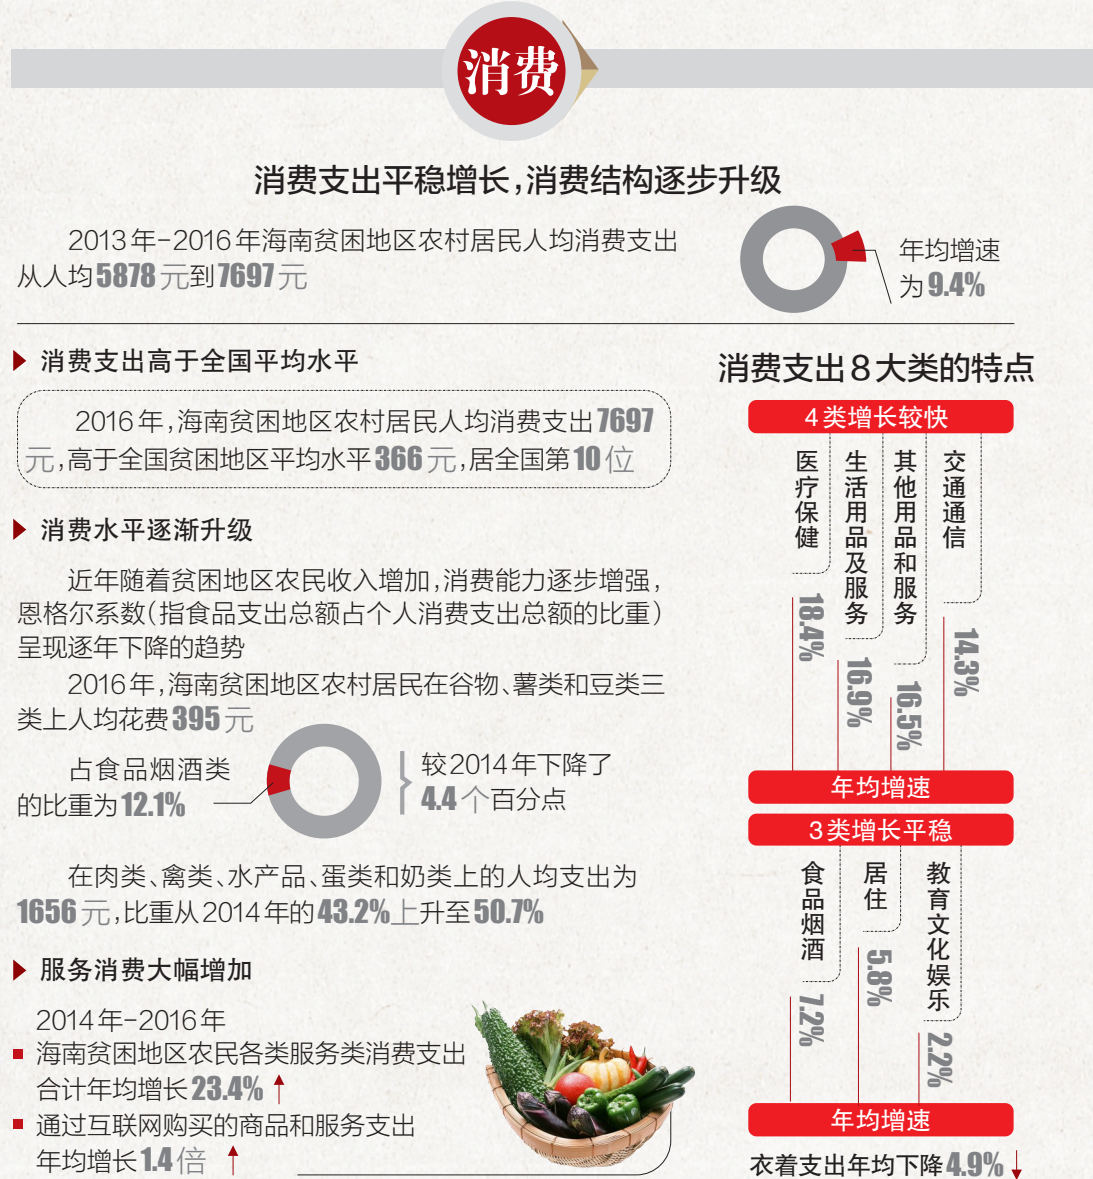 消费
消费支出平稳增长，消费结构逐步升级
2013年-2016年海南贫困地区农村居民人均消费支出
从人均5878元到7697元
年均增速
为9.4%
消费支出高于全国平均水平
2016年，海南贫困地区农村居民人均消费支出7697
元，高于全国贫困地区平均水平366元，居全国第10位
消费水平逐渐升级
近年随着贫困地区农民收入增加，消费能力逐步增强，
恩格尔系数（指食品支出总额占个人消费支出总额的比重）
呈现逐年下降的趋势
2016年，海南贫困地区农村居民在谷物、薯类和豆类三
类上人均花费395元
占食品烟酒类
的比重为12.1%
较2014年下降了
4.4个百分点
在肉类、禽类、水产品、蛋类和奶类上的人均支出为
1656元，比重从2014年的43.2%上升至50.7%
服务消费大幅增加
2014年-2016年
海南贫困地区农民各类服务类消费支出
合计年均增长23.4%
通过互联网购买的商品和服务支出
年均增长1.4倍
消费支出8大类的特点
4类增长较快
医疗保健
18.4%
生活用品及服务
16.9%
其他用品和服务
16.5%
交通通信
14.3%
年均增速
3类增长平稳
食品烟酒
7.2%
居住
5.8%
教育文化娱乐
2.2%
年均增速
衣着支出年均下降4.9%